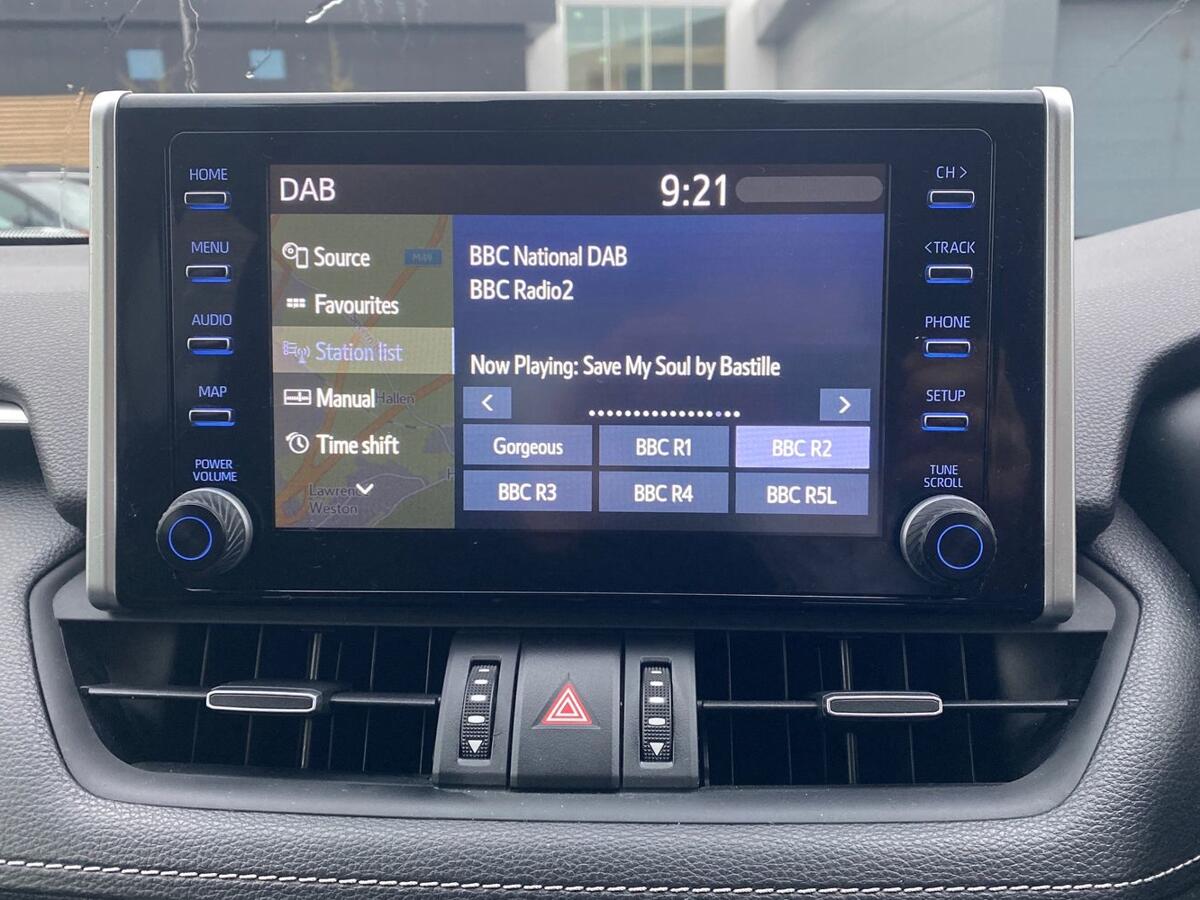 HOME
MENU
AUDIO
MAP
POWER
VOLUME
DAB
9:21
Source
M49
Favourites
Station list
Manual
Hallen
Time shift
Lawrenc
Weston
H
BBC National DAB
BBC Radio2
Now Playing: Save My Soul by Bastille
<
>
Gorgeous
BBC R1
BBC R2
BBC R3
BBC R4
BBC R5L
CH >
< TRACK
PHONE
SETUP
TUNE
SCROLL